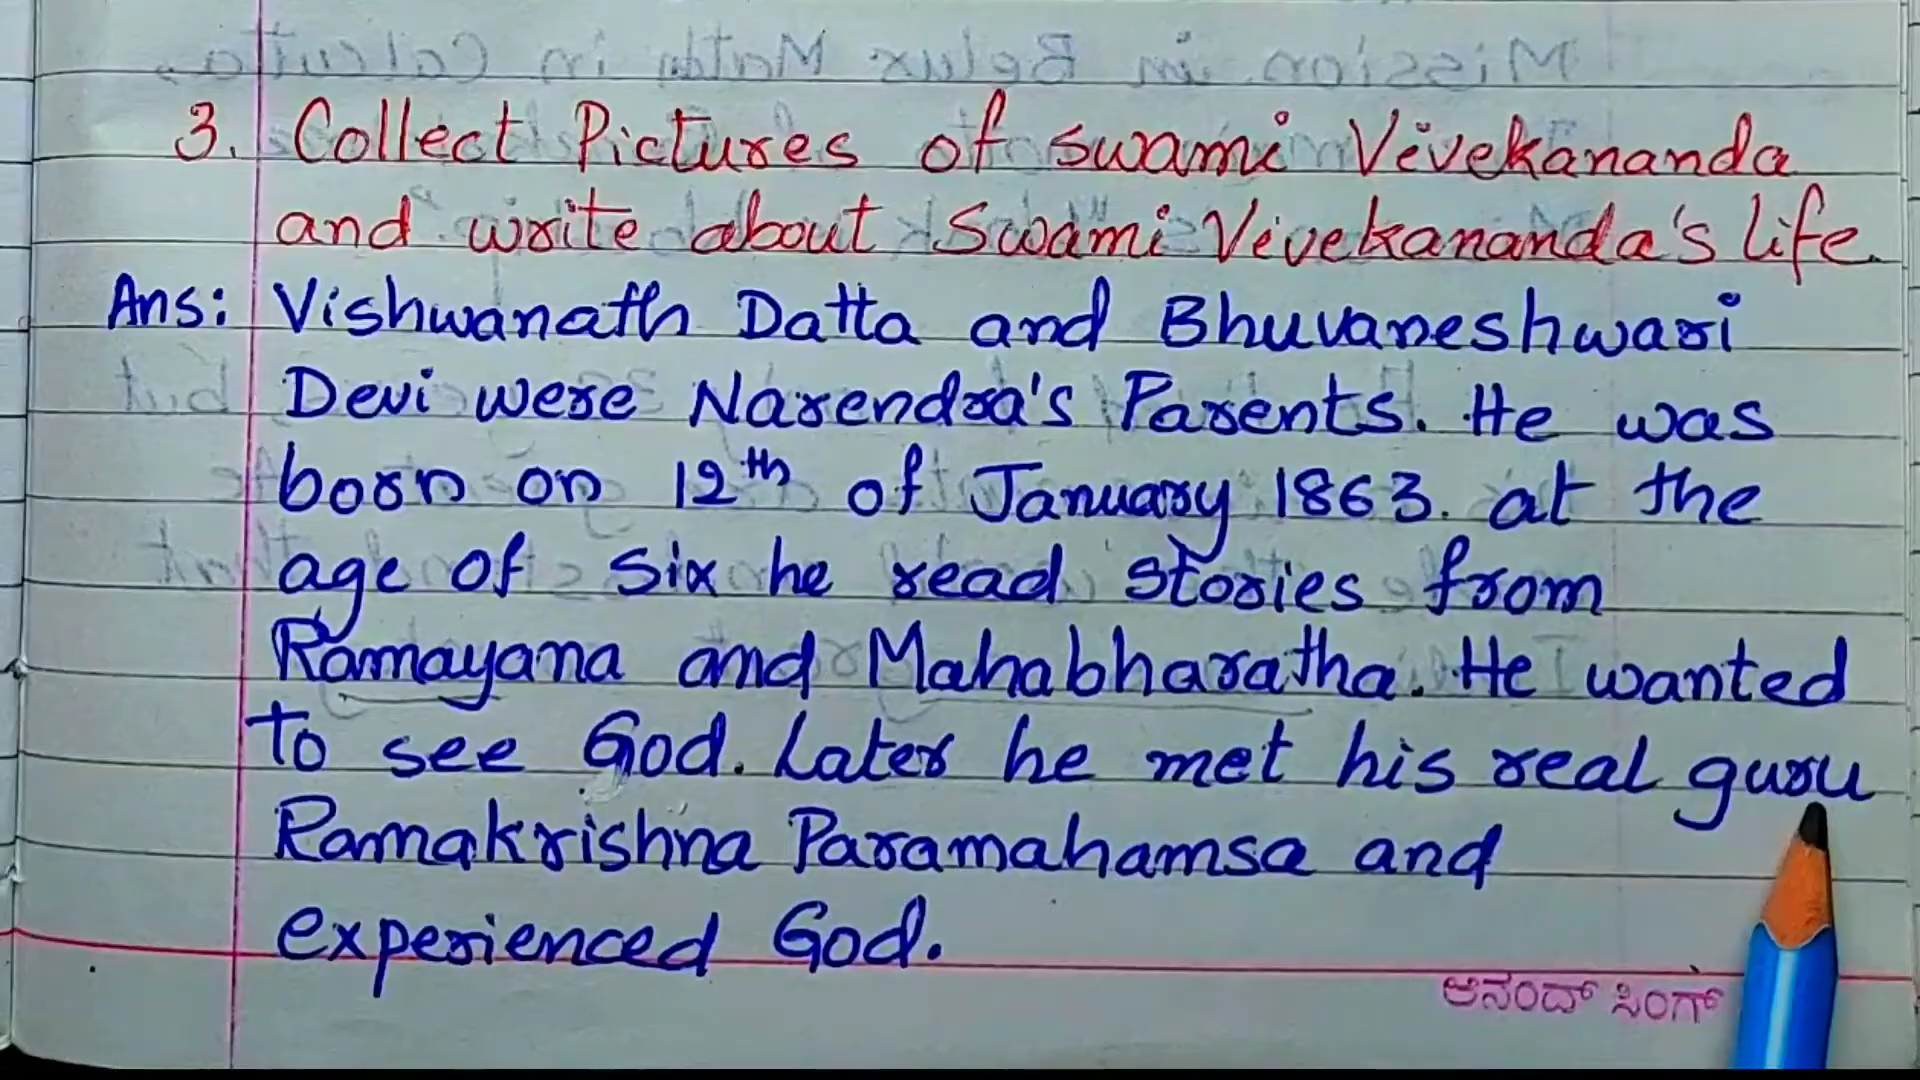 3. Collect Pictures of swami Vivekananda
and write about Swami Vivekananda's life.
Ans: Vishwanath Datta and Bhuvaneshwari
Devi were Narendra's Parents. He was
born on 12th of January 1863. at the
age of six he read stories from
Ramayana and Mahabharatha. He wanted
to see God. Later he met his real guru
Ramakrishna Paramahamsa and
experienced God.
ಆನಂದ್ ಸಿಂಗ್